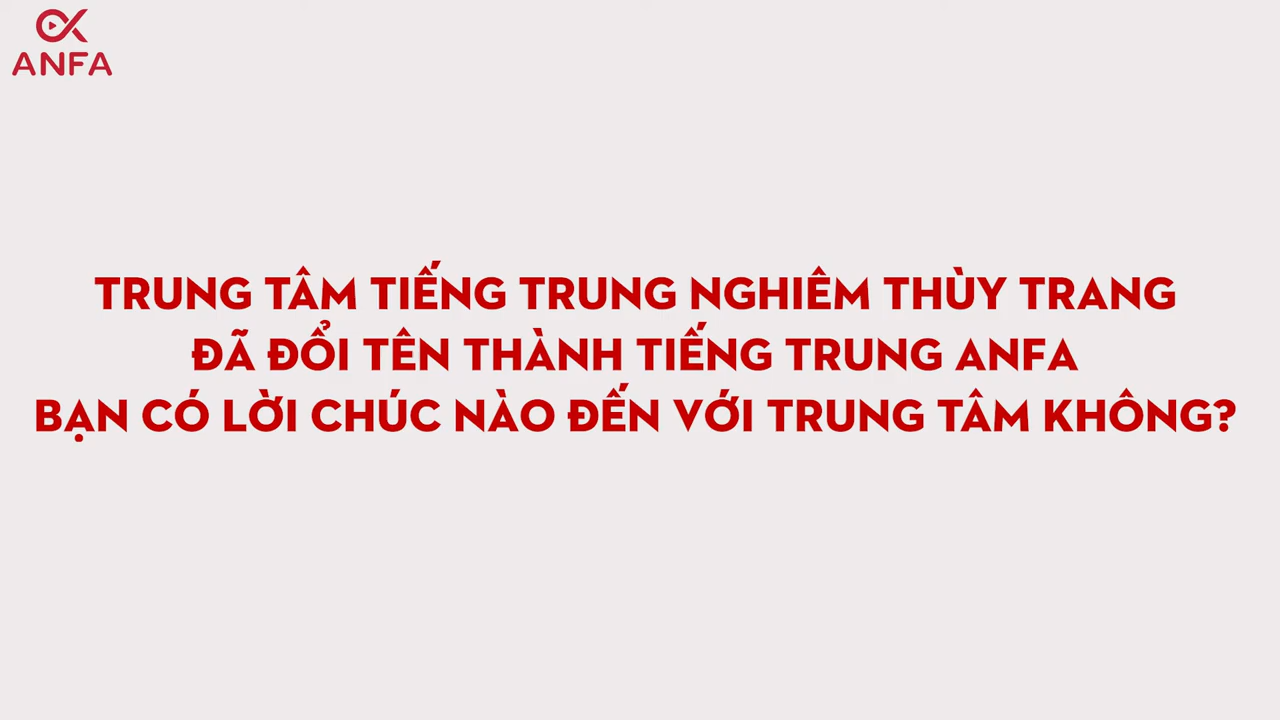 ANFA
TRUNG TÂM TIẾNG TRUNG NGHIÊM THÙY TRANG
ĐÃ ĐỔI TÊN THÀNH TIẾNG TRUNG ANFA
BẠN CÓ LỜI CHÚC NÀO ĐẾN VỚI TRUNG TÂM KHÔNG?